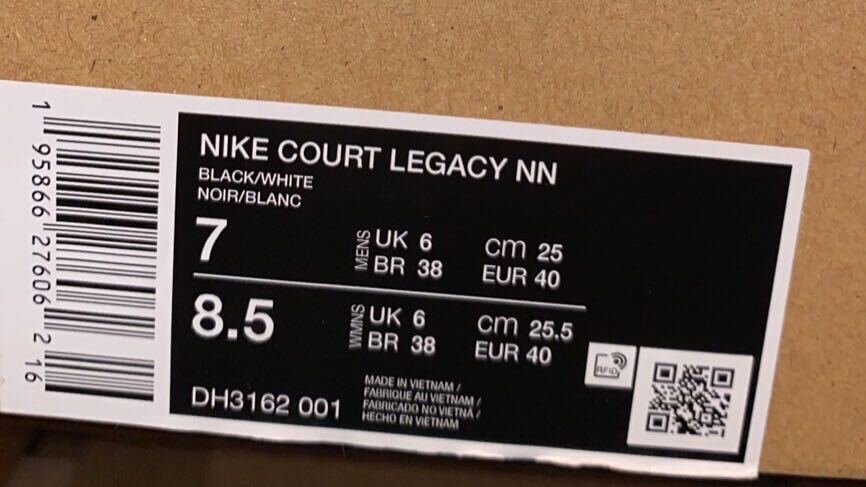 1 95866 27606 2 16
NIKE COURT LEGACY NN
BLACK/WHITE
NOIR/BLANC
7
MENS
UK 6
cm 25
BR 38
EUR 40
8.5
WMNS
UK 6
cm 25.5
BR 38
EUR 40
DH3162 001
MADE IN VIETNAM /
FABRIQUE AU VIETNAM /
FABRICADO NO VIETNÃ /
HECHO EN VIETNAM
RFID